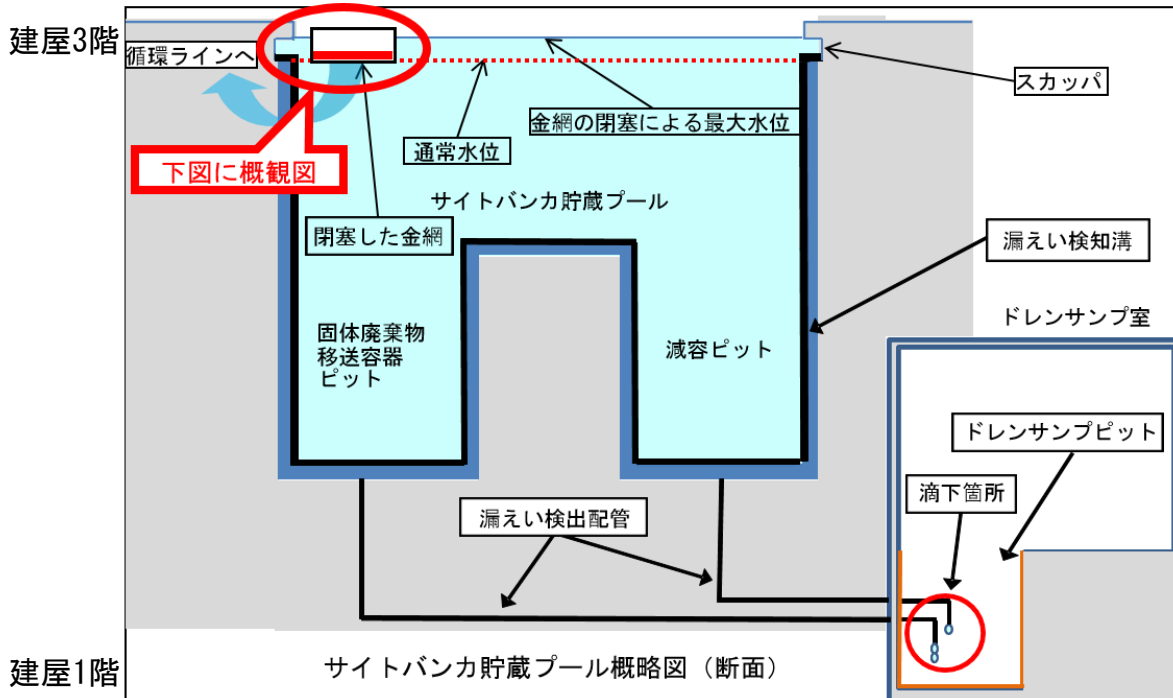 建屋3階
循環ラインへ
スカッパ
金網の閉塞による最大水位
通常水位
下図に概観図
サイトバンカ貯蔵プール
閉塞した金網
漏えい検知溝
ドレンサンプ室
固体廃棄物
移送容器
ピット
減容ピット
ドレンサンプピット
滴下箇所
漏えい検出配管
建屋1階
サイトバンカ貯蔵プール概略図（断面）